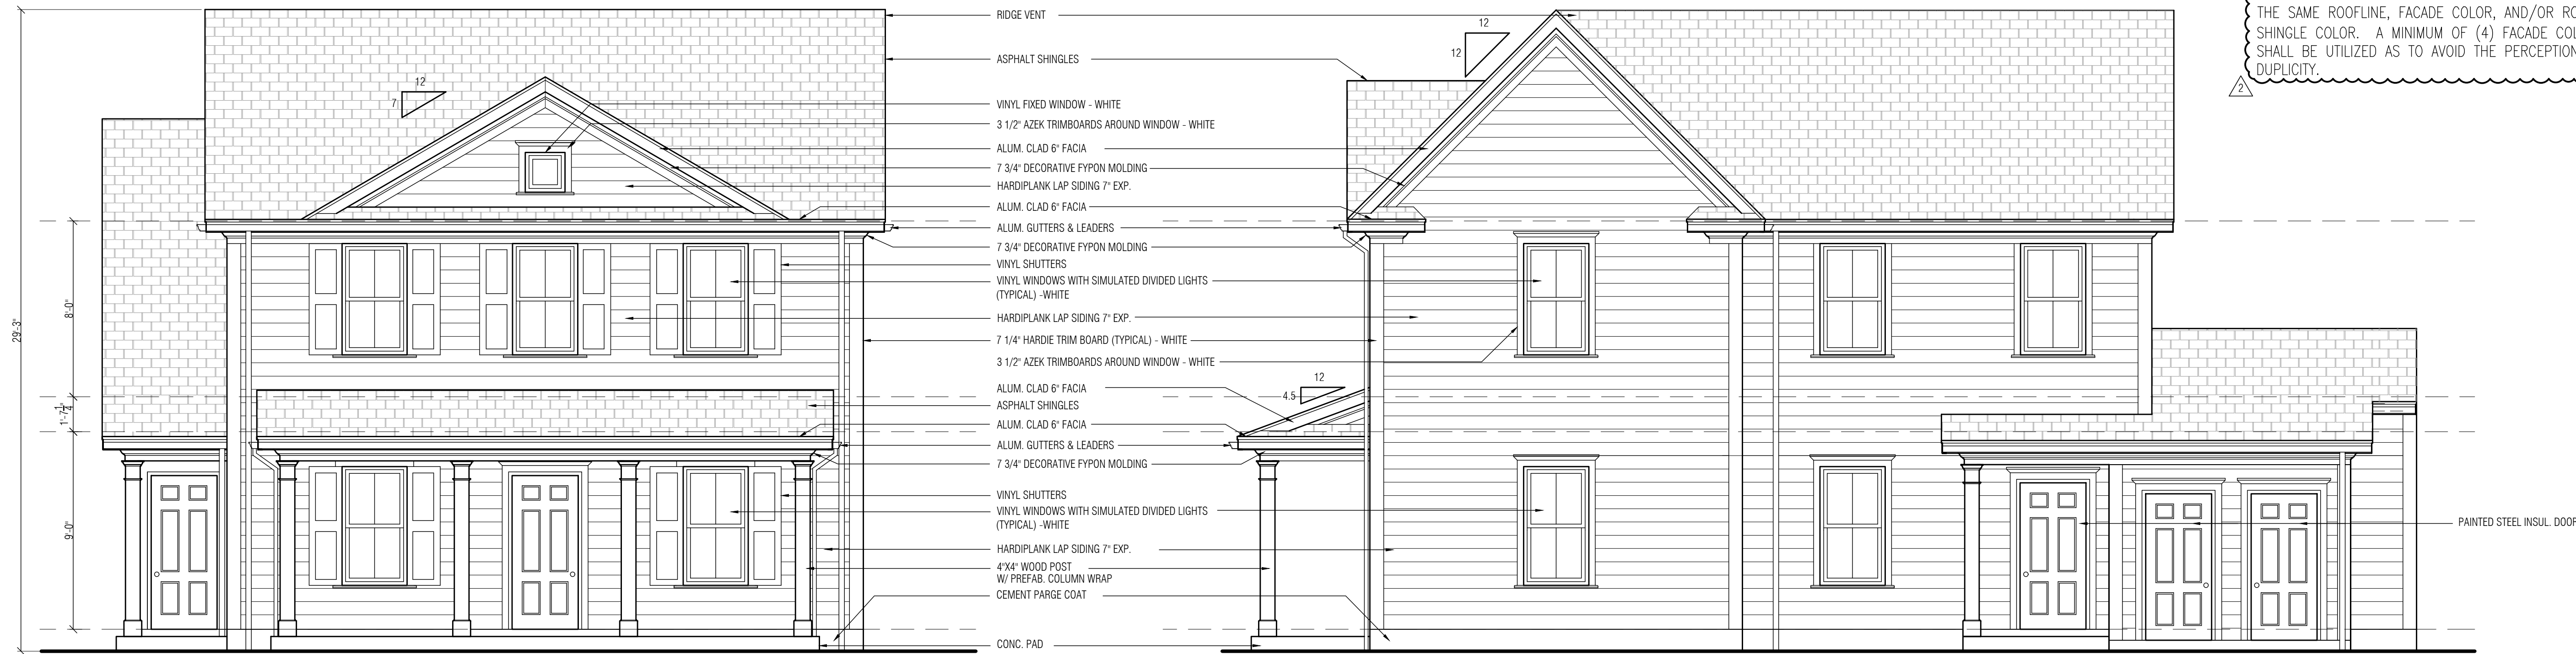 RIDGE VENT
ASPHALT SHINGLES
VINYL FIXED WINDOW - WHITE
3 1/2" AZEK TRIMBOARDS AROUND WINDOW - WHITE
ALUM. CLAD 6" FACIA
7 3/4" DECORATIVE FYPON MOLDING
HARDIPLANK LAP SIDING 7" EXP.
ALUM. CLAD 6" FACIA
ALUM. GUTTERS & LEADERS
7 3/4" DECORATIVE FYPON MOLDING
VINYL SHUTTERS
VINYL WINDOWS WITH SIMULATED DIVIDED LIGHTS
(TYPICAL) -WHITE
HARDIPLANK LAP SIDING 7" EXP.
7 1/4" HARDIE TRIM BOARD (TYPICAL) - WHITE
3 1/2" AZEK TRIMBOARDS AROUND WINDOW - WHITE
ALUM. CLAD 6" FACIA
ASPHALT SHINGLES
ALUM. CLAD 6" FACIA
ALUM. GUTTERS & LEADERS
7 3/4" DECORATIVE FYPON MOLDING
VINYL SHUTTERS
VINYL WINDOWS WITH SIMULATED DIVIDED LIGHTS
(TYPICAL) -WHITE
HARDIPLANK LAP SIDING 7" EXP.
4"X4" WOOD POST
W/ PREFAB. COLUMN WRAP
CEMENT PARGE COAT
CONC. PAD
12
7
29'-3"
8'-0"
1'-7 1/4"
9'-0"
12
12
12
4.5
THE SAME ROOFLINE, FACADE COLOR, AND/OR RO
SHINGLE COLOR. A MINIMUM OF (4) FACADE COL
SHALL BE UTILIZED AS TO AVOID THE PERCEPTION
DUPLICITY.
2
PAINTED STEEL INSUL. DOOR